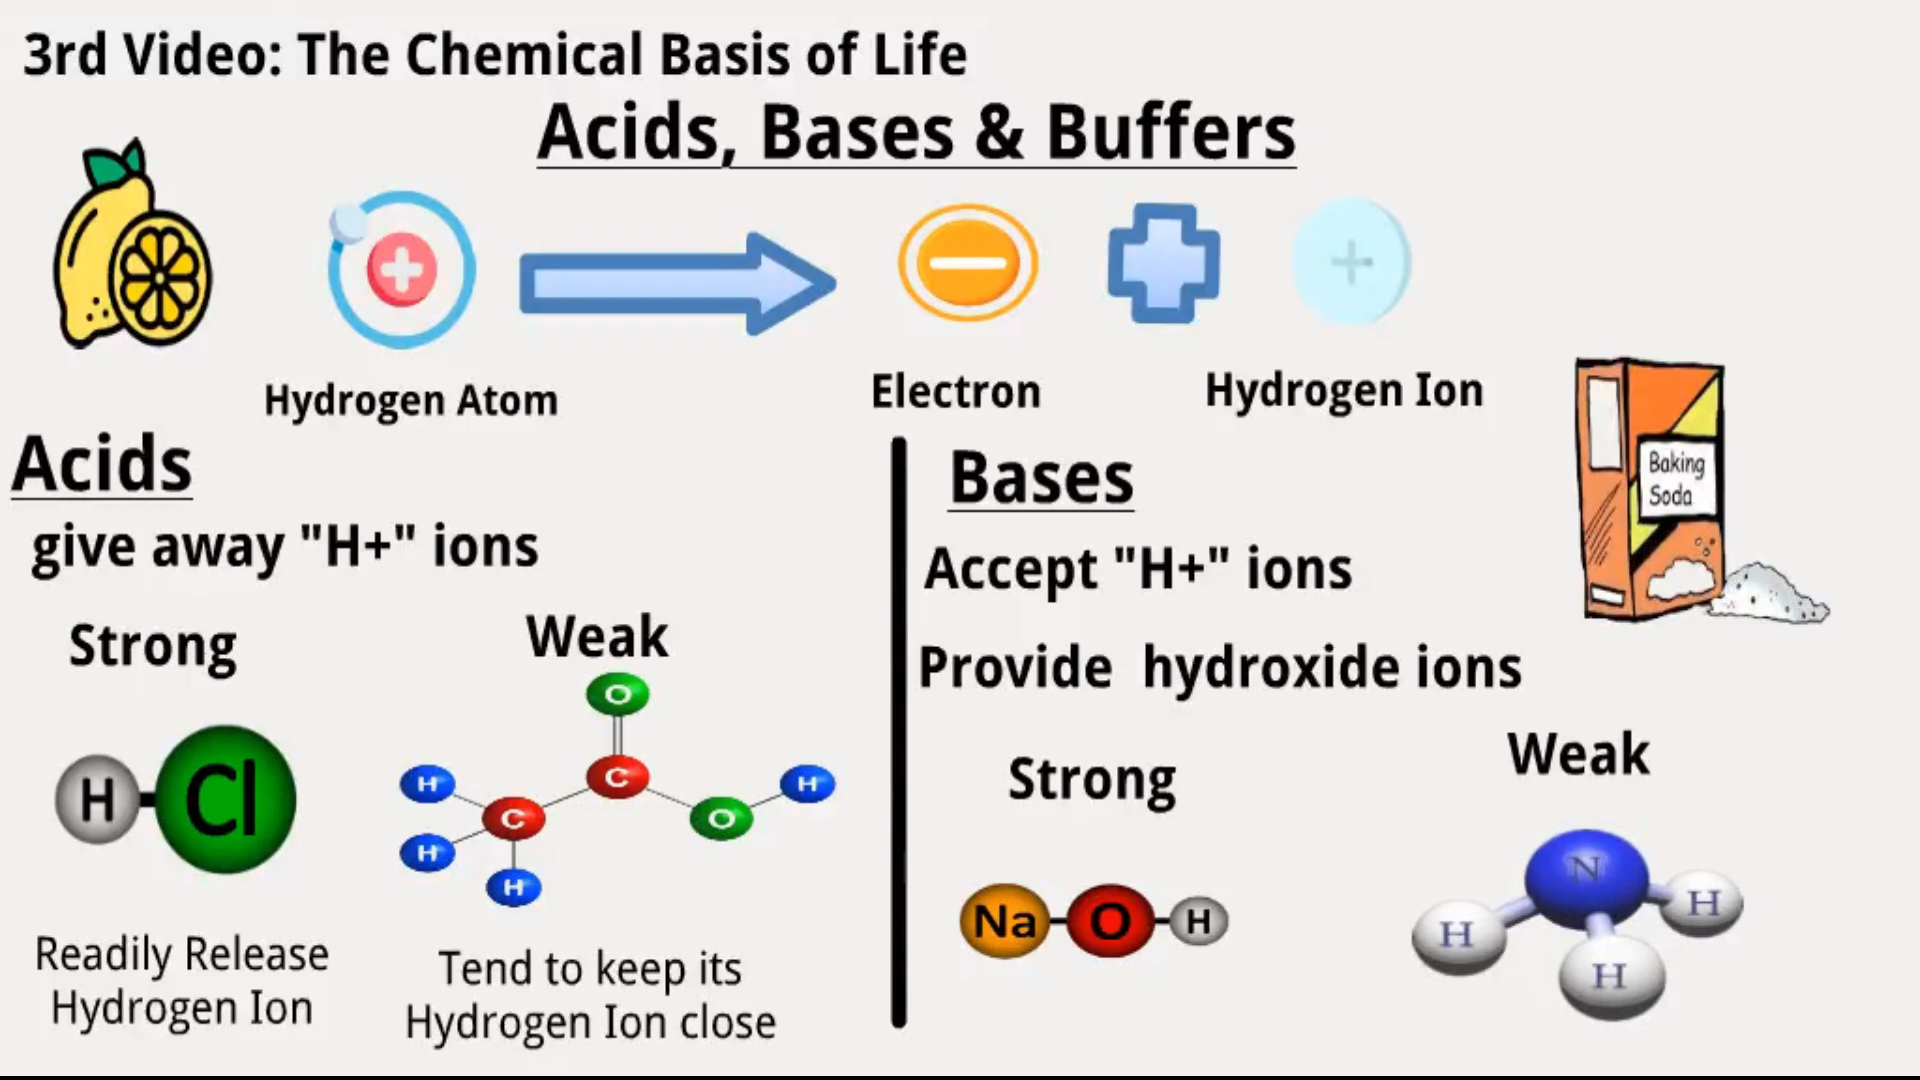 3rd Video: The Chemical Basis of Life
Acids, Bases & Buffers
Hydrogen Atom
Electron
Hydrogen Ion
Baking
Soda
Acids
give away "H+" ions
Strong
Weak
H Cl
O
H C C O H
H
H
Readily Release
Hydrogen Ion
Tend to keep its
Hydrogen Ion close
Bases
Accept "H+" ions
Provide hydroxide ions
Strong
Weak
Na O H
N
H H
H